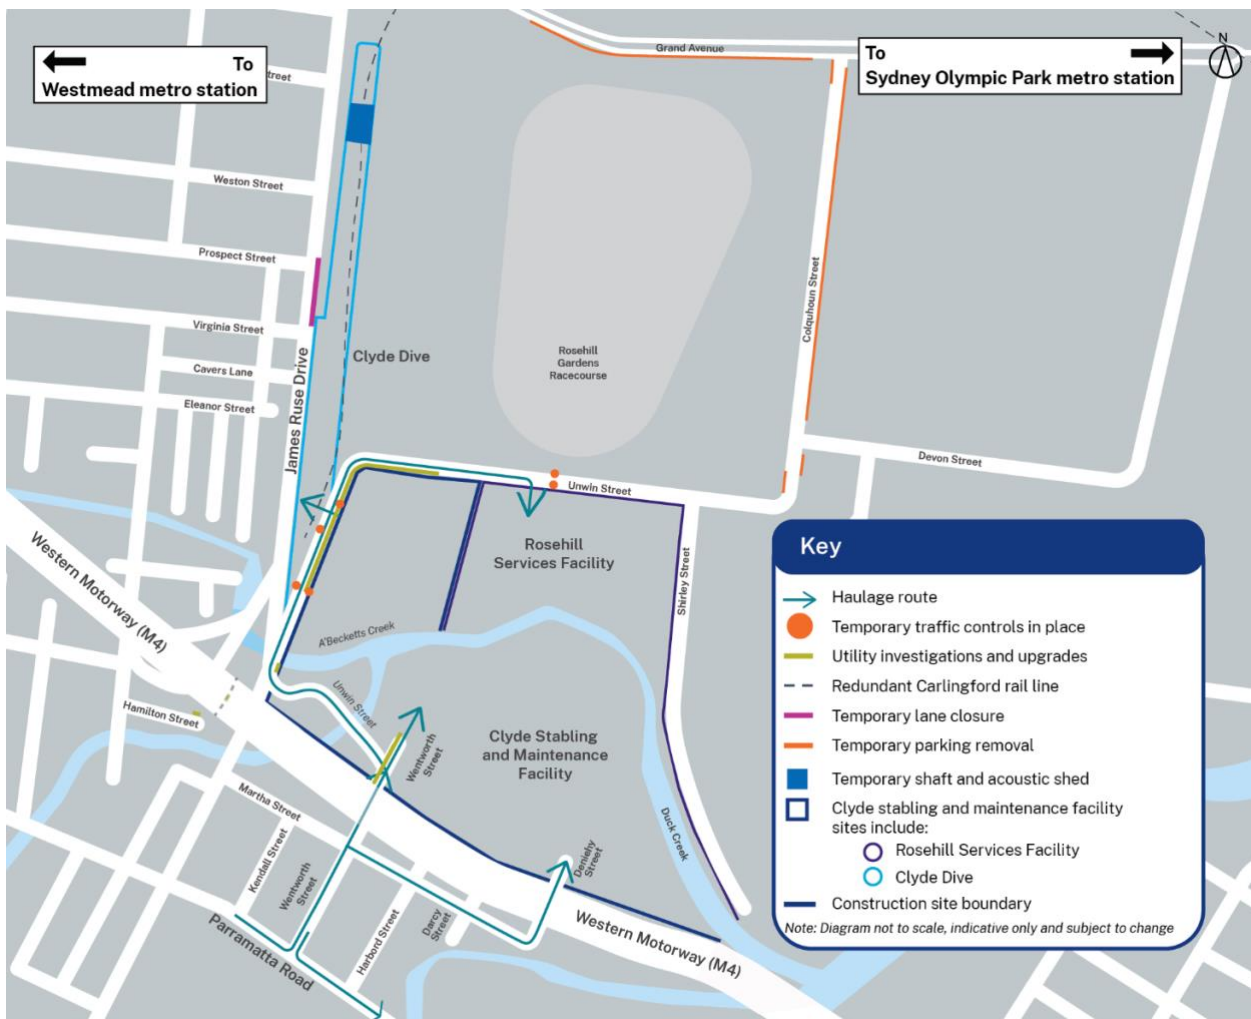 To
Westmead metro station
To
Sydney Olympic Park metro station
N
Grand Avenue
treet
Weston Street
Prospect Street
Virginia Street
Cavers Lane
Eleanor Street
James Ruse Drive
Clyde Dive
Rosehill
Gardens
Racecourse
Colquhoun Street
Devon Street
Unwin Street
Rosehill
Services Facility
Shirley Street
Western Motorway (M4)
A'Becketts Creek
Unwin Street
Hamilton Street
Wentworth
Street
Clyde Stabling
and Maintenance
Facility
Duck Creek
Martha Street
Kendall Street
Wentworth
Street
Harbord Street
Darcy
Street
Deniehy
Street
Parramatta Road
Western Motorway (M4)
Key
Haulage route
Temporary traffic controls in place
Utility investigations and upgrades
Redundant Carlingford rail line
Temporary lane closure
Temporary parking removal
Temporary shaft and acoustic shed
Clyde stabling and maintenance facility
sites include:
Rosehill Services Facility
Clyde Dive
Construction site boundary
Note: Diagram not to scale, indicative only and subject to change